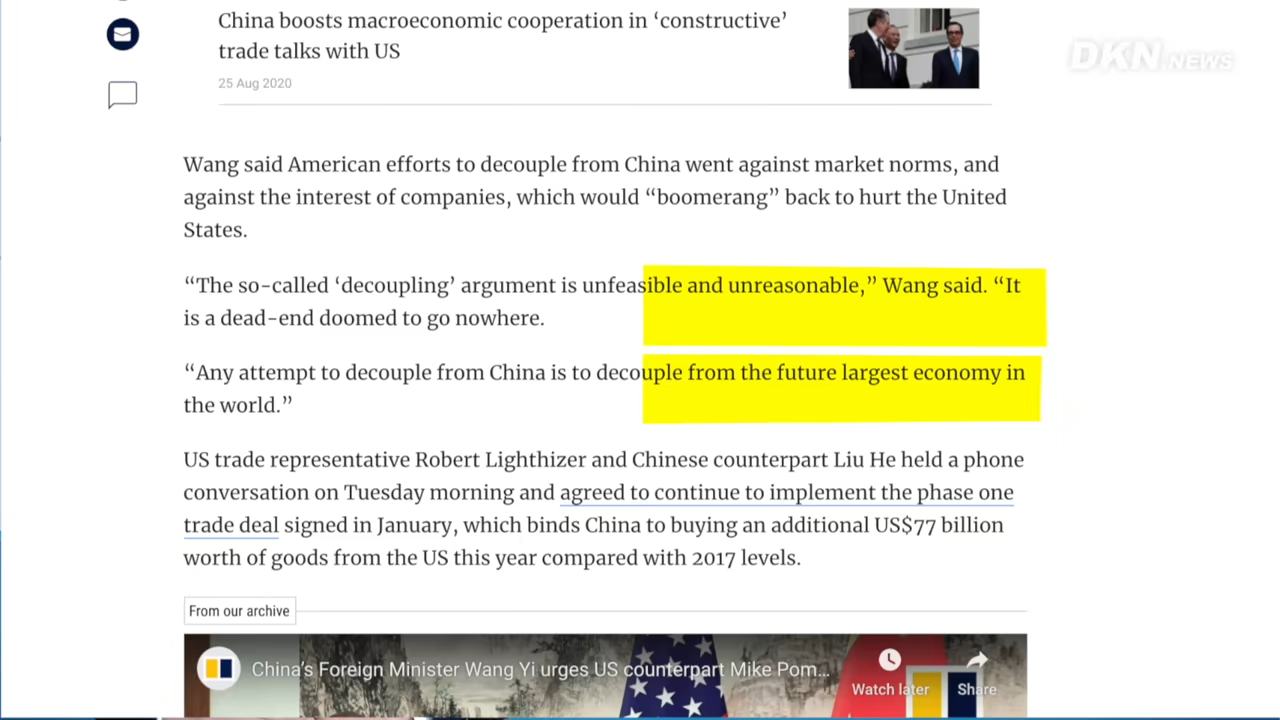 China boosts macroeconomic cooperation in ‘constructive’
trade talks with US
25 Aug 2020
DKN.NEWS
Wang said American efforts to decouple from China went against market norms, and
against the interest of companies, which would “boomerang” back to hurt the United
States.
“The so-called ‘decoupling’ argument is unfeasible and unreasonable,” Wang said. “It
is a dead-end doomed to go nowhere.
“Any attempt to decouple from China is to decouple from the future largest economy in
the world.”
US trade representative Robert Lighthizer and Chinese counterpart Liu He held a phone
conversation on Tuesday morning and agreed to continue to implement the phase one
trade deal signed in January, which binds China to buying an additional US$77 billion
worth of goods from the US this year compared with 2017 levels.
From our archive
China's Foreign Minister Wang Yi urges US counterpart Mike Pom...
Watch later
Share